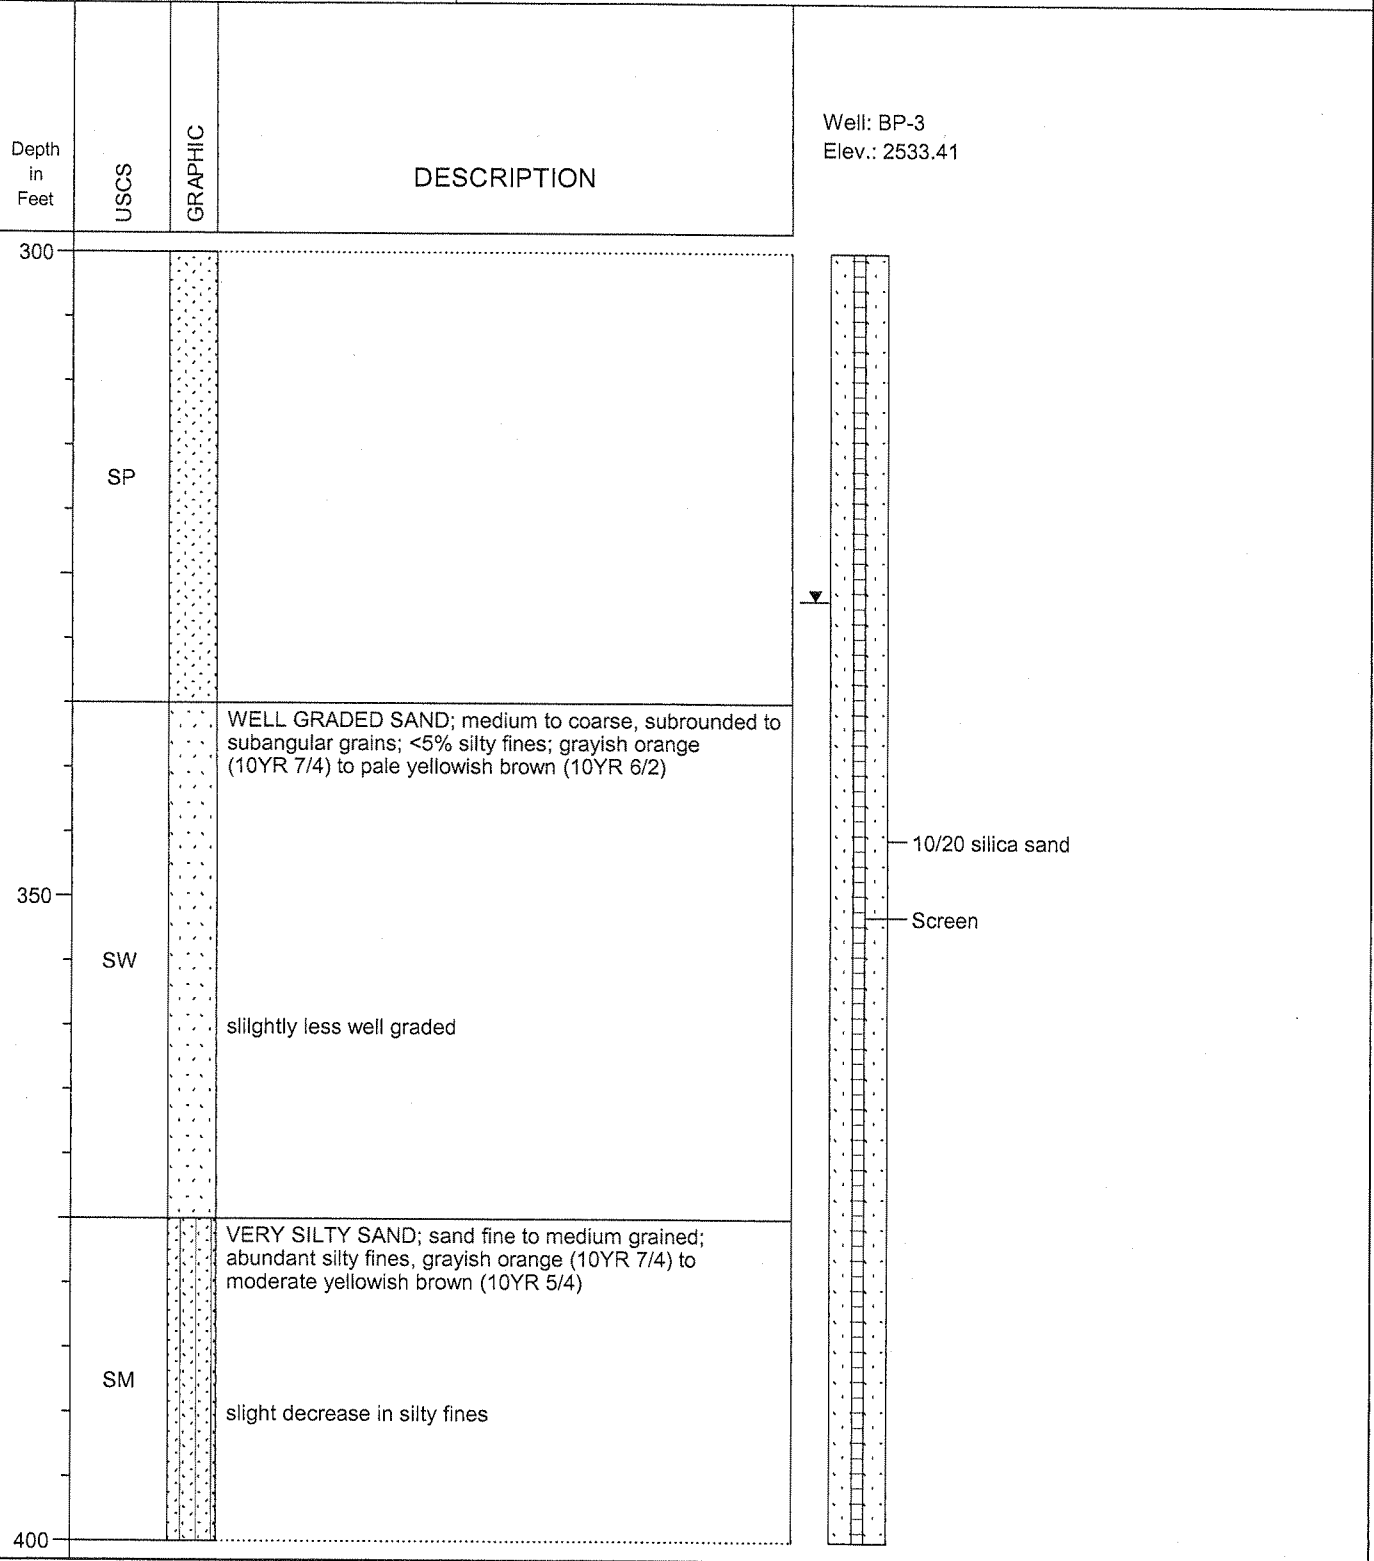 Well: BP-3
Elev.: 2533.41
Depth
in
Feet
USCS
GRAPHIC
DESCRIPTION
300
SP
WELL GRADED SAND; medium to coarse, subrounded to
subangular grains; <5% silty fines; grayish orange
(10YR 7/4) to pale yellowish brown (10YR 6/2)
10/20 silica sand
350
Screen
SW
slilghtly less well graded
VERY SILTY SAND; sand fine to medium grained;
abundant silty fines, grayish orange (10YR 7/4) to
moderate yellowish brown (10YR 5/4)
SM
slight decrease in silty fines
400